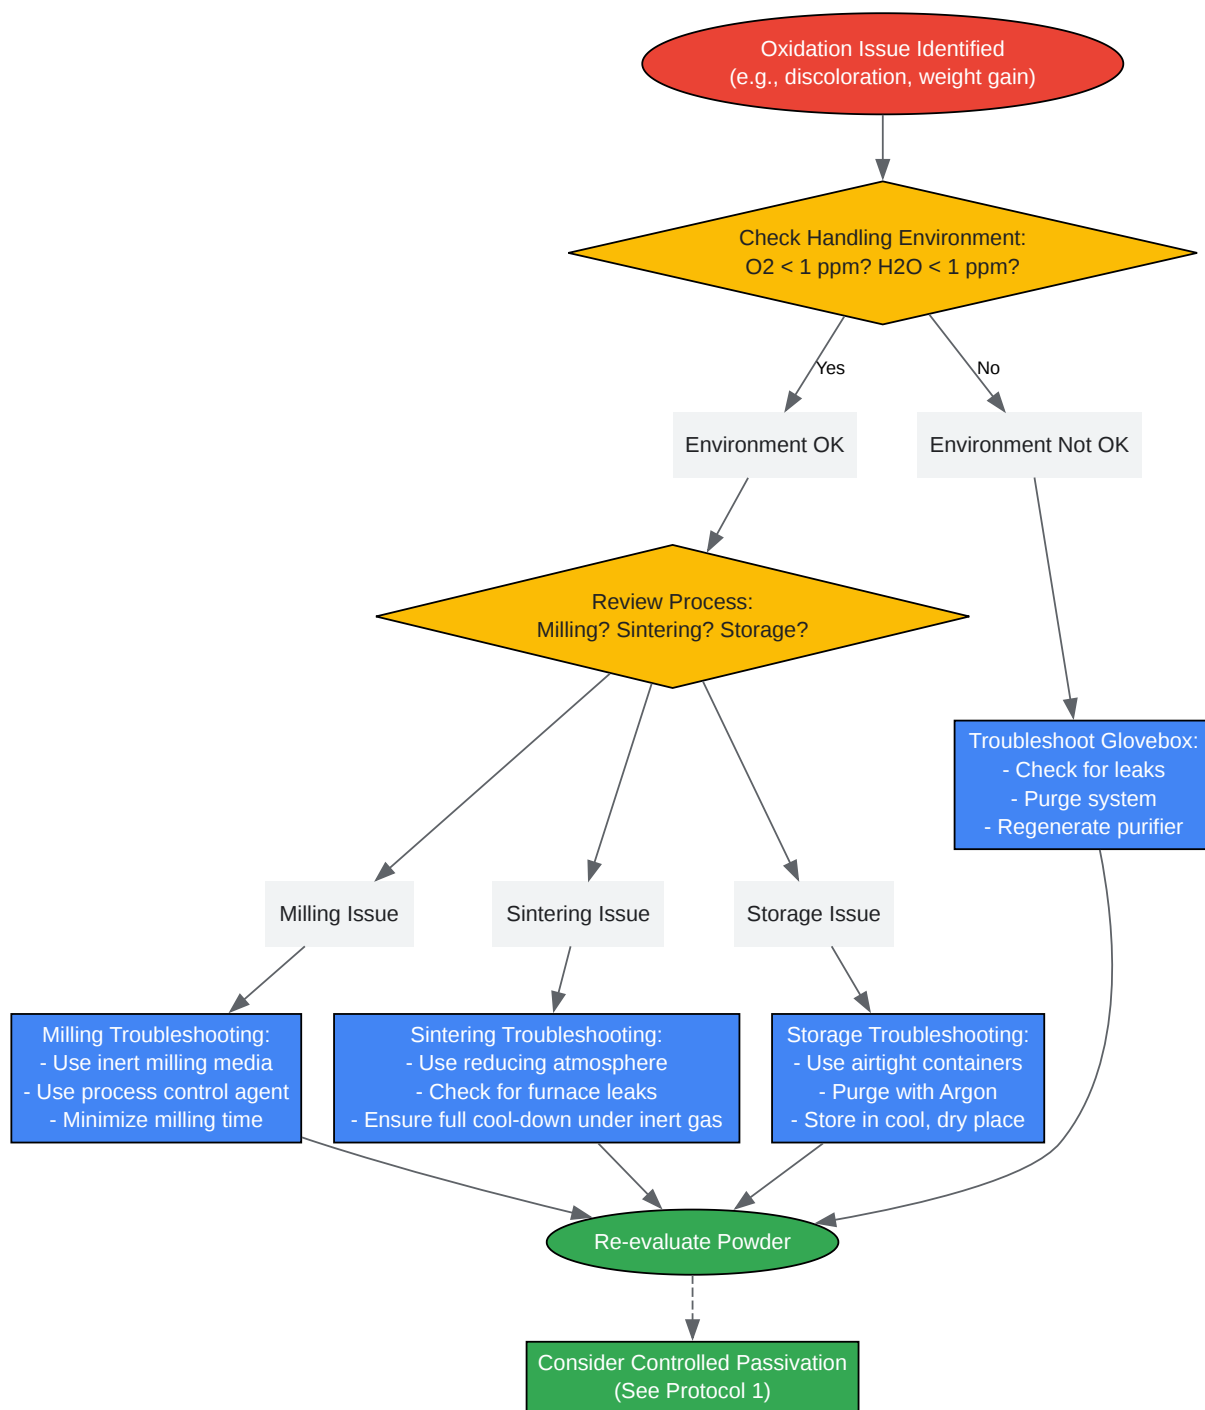 Oxidation Issue Identified
(e.g., discoloration, weight gain)
Check Handling Environment:
O2 < 1 ppm? H2O < 1 ppm?
Yes
No
Environment OK
Environment Not OK
Review Process:
Milling? Sintering? Storage?
Troubleshoot Glovebox:
- Check for leaks
- Purge system
- Regenerate purifier
Milling Issue
Sintering Issue
Storage Issue
Milling Troubleshooting:
- Use inert milling media
- Use process control agent
- Minimize milling time
Sintering Troubleshooting:
- Use reducing atmosphere
- Check for furnace leaks
- Ensure full cool-down under inert gas
Storage Troubleshooting:
- Use airtight containers
- Purge with Argon
- Store in cool, dry place
Re-evaluate Powder
Consider Controlled Passivation
(See Protocol 1)